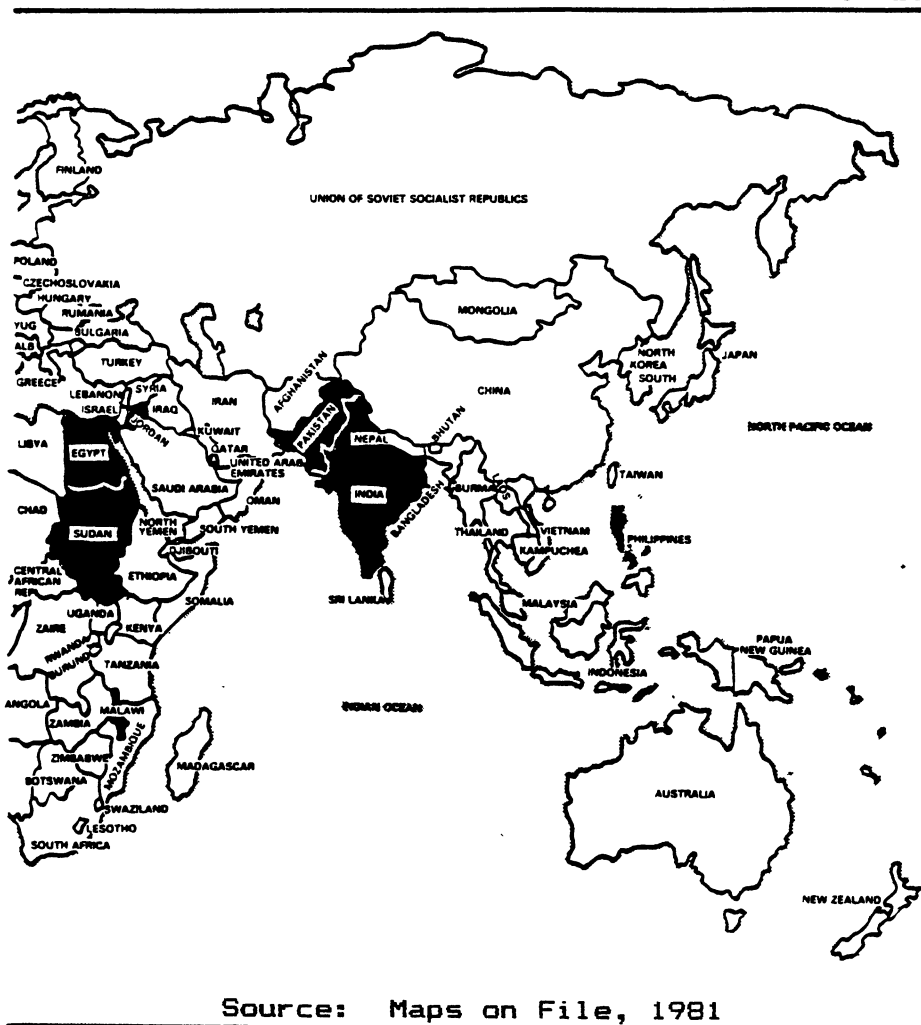 FINLAND
UNION OF SOVIET SOCIALIST REPUBLICS
POLAND
CZECHOSLOVAKIA
HUNGARY
RUMANIA
MONGOLIA
YUG
BULGARIA
ALB
TURKEY
NORTH
KOREA
SOUTH
JAPAN
GREECE
SYRIA
LEBANON
AFGHANISTAN
IRAN
CHINA
ISRAEL
IRAQ
JORDAN
KUWAIT
PAKISTAN
NEPAL
BHUTAN
NORTH PACIFIC OCEAN
LIBYA
EGYPT
QATAR
UNITED ARAB
EMIRATES
TAIWAN
SAUDI ARABIA
OMAN
INDIA
BANGLADESH
BURMA
LAOS
CHAD
SUDAN
NORTH
YEMEN
SOUTH YEMEN
THAILAND
VIETNAM
KAMPUCHEA
PHILIPPINES
DJIBOUTI
CENTRAL
AFRICAN
REP
ETHIOPIA
SOMALIA
SRI LANKA
MALAYSIA
UGANDA
ZAIRE
KENYA
RWANDA
BURUNDI
TANZANIA
INDONESIA
PAPUA
NEW GUINEA
ANGOLA
MALAWI
ZAMBIA
INDIAN OCEAN
ZIMBABWE
MOZAMBIQUE
MADAGASCAR
BOTSWANA
AUSTRALIA
SWAZILAND
LESOTHO
SOUTH AFRICA
NEW ZEALAND
Source: Maps on File, 1981